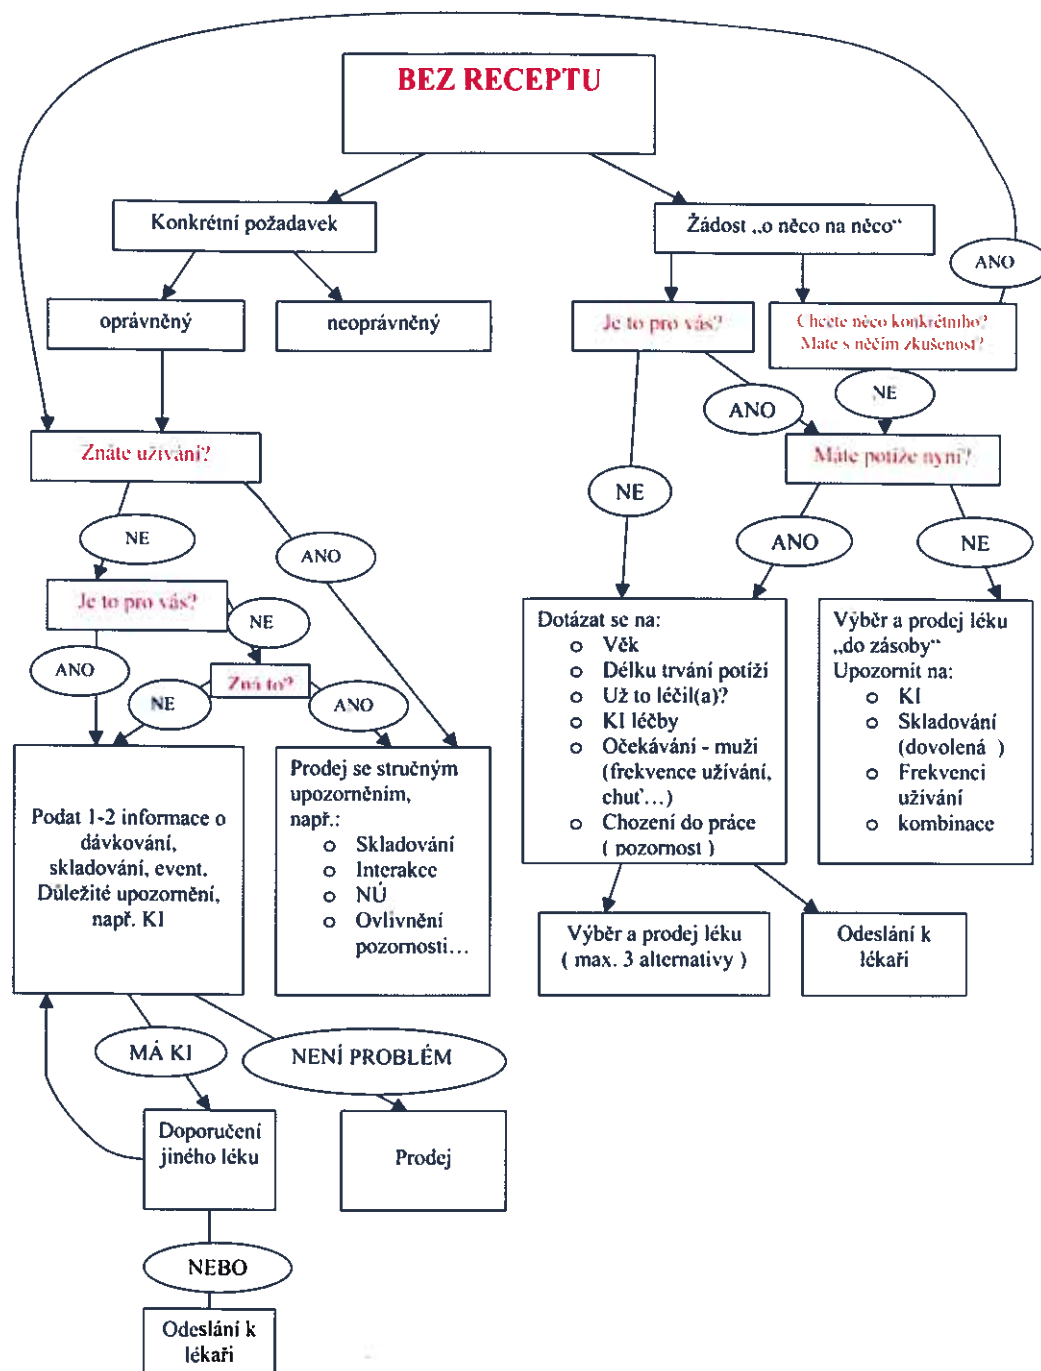 BEZ RECEPTU
Konkrétní požadavek
Žádost „o něco na něco“
ANO
oprávněný
neoprávněný
Je to pro vás?
Chcete něco konkrétního?
Máte s něčím zkušenost?
ANO
NE
Znáte užívání?
Máte potíže nyní?
NE
ANO
NE
ANO
NE
Je to pro vás?
NE
ANO
Zná to?
NE
ANO
Dotázat se na:
o Věk
o Délku trvání potíží
o Už to léčil(a)?
o KI léčby
o Očekávání - muží
(frekvence užívání,
chuť…)
o Chození do práce
( pozornost )
Výběr a prodej léku
„do zásoby“
Upozornit na:
o KI
o Skladování
(dovolená )
o Frekvenci
užívání
o kombinace
Podat 1-2 informace o
dávkování,
skladování, event.
Důležité upozornění,
např. KI
Prodej se stručným
upozorněním,
např.:
o Skladování
o Interakce
o NÚ
o Ovlivnění
pozornosti…
Výběr a prodej léku
( max. 3 alternativy )
Odeslání k
lékaři
MÁ KI
NENÍ PROBLÉM
Doporučení
jiného léku
Prodej
NEBO
Odeslání k
lékaři